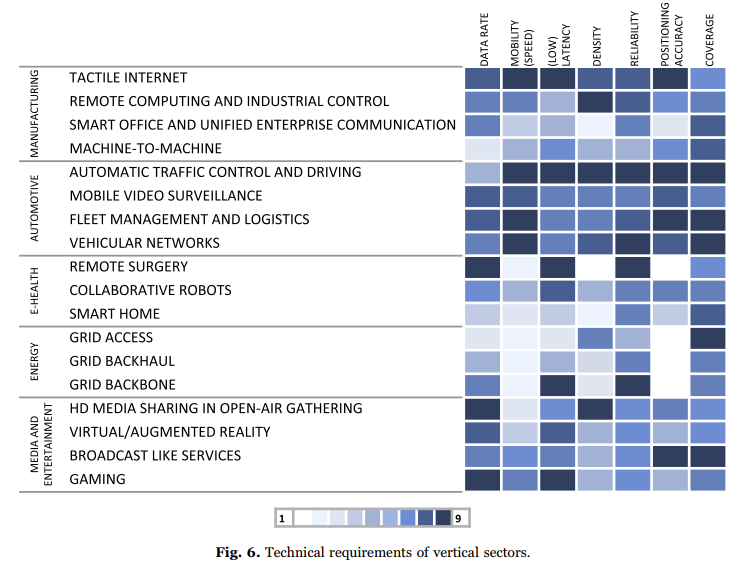 DATA RATE
MOBILITY
(SPEED)
(LOW)
LATENCY
DENSITY
RELIABILITY
POSITIONING
ACCURACY
COVERAGE
MANUFACTURING
TACTILE INTERNET
REMOTE COMPUTING AND INDUSTRIAL CONTROL
SMART OFFICE AND UNIFIED ENTERPRISE COMMUNICATION
MACHINE-TO-MACHINE
AUTOMOTIVE
AUTOMATIC TRAFFIC CONTROL AND DRIVING
MOBILE VIDEO SURVEILLANCE
FLEET MANAGEMENT AND LOGISTICS
VEHICULAR NETWORKS
E-HEALTH
REMOTE SURGERY
COLLABORATIVE ROBOTS
SMART HOME
ENERGY
GRID ACCESS
GRID BACKHAUL
GRID BACKBONE
MEDIA AND
ENTERTAINMENT
HD MEDIA SHARING IN OPEN-AIR GATHERING
VIRTUAL/AUGMENTED REALITY
BROADCAST LIKE SERVICES
GAMING
1 9
Fig. 6. Technical requirements of vertical sectors.